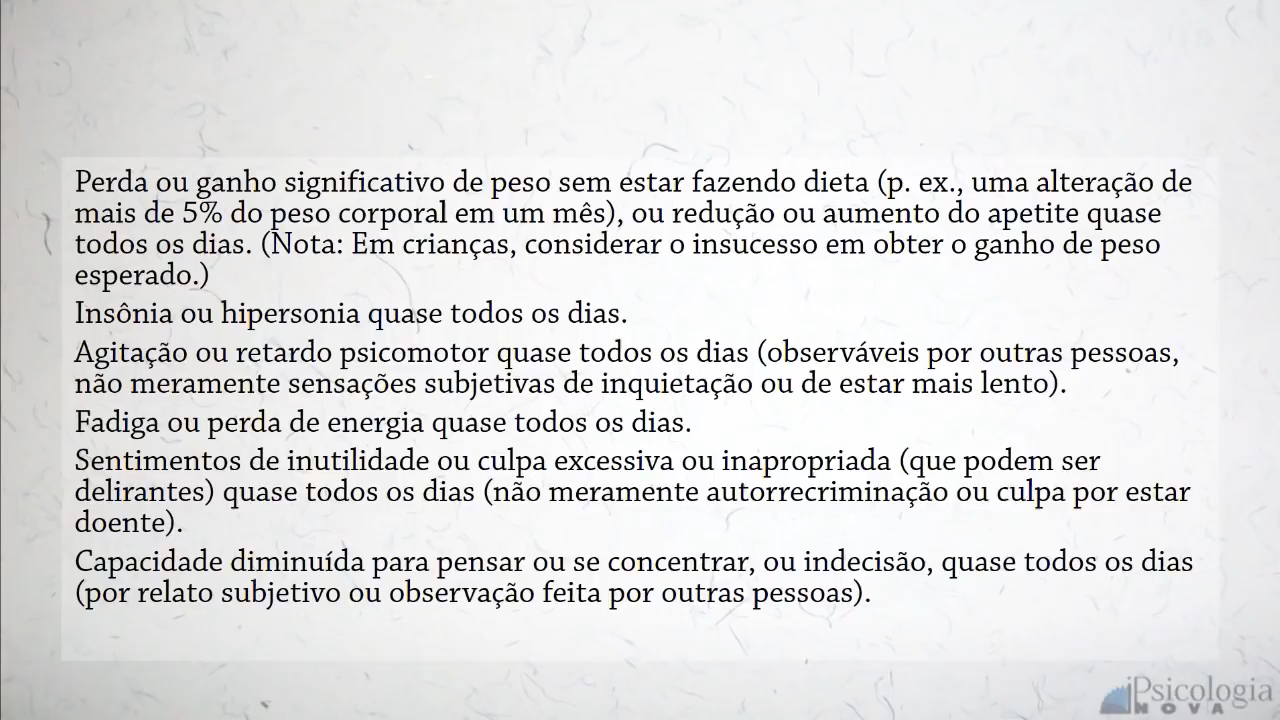 Perda ou ganho significativo de peso sem estar fazendo dieta (p. ex., uma alteração de
mais de 5% do peso corporal em um mês), ou redução ou aumento do apetite quase
todos os dias. (Nota: Em crianças, considerar o insucesso em obter o ganho de peso
esperado.)
Insônia ou hipersonia quase todos os dias.
Agitação ou retardo psicomotor quase todos os dias (observáveis por outras pessoas,
não meramente sensações subjetivas de inquietação ou de estar mais lento).
Fadiga ou perda de energia quase todos os dias.
Sentimentos de inutilidade ou culpa excessiva ou inapropriada (que podem ser
delirantes) quase todos os dias (não meramente autorrecriminação ou culpa por estar
doente).
Capacidade diminuída para pensar ou se concentrar, ou indecisão, quase todos os dias
(por relato subjetivo ou observação feita por outras pessoas).
Psicologia
NOVA